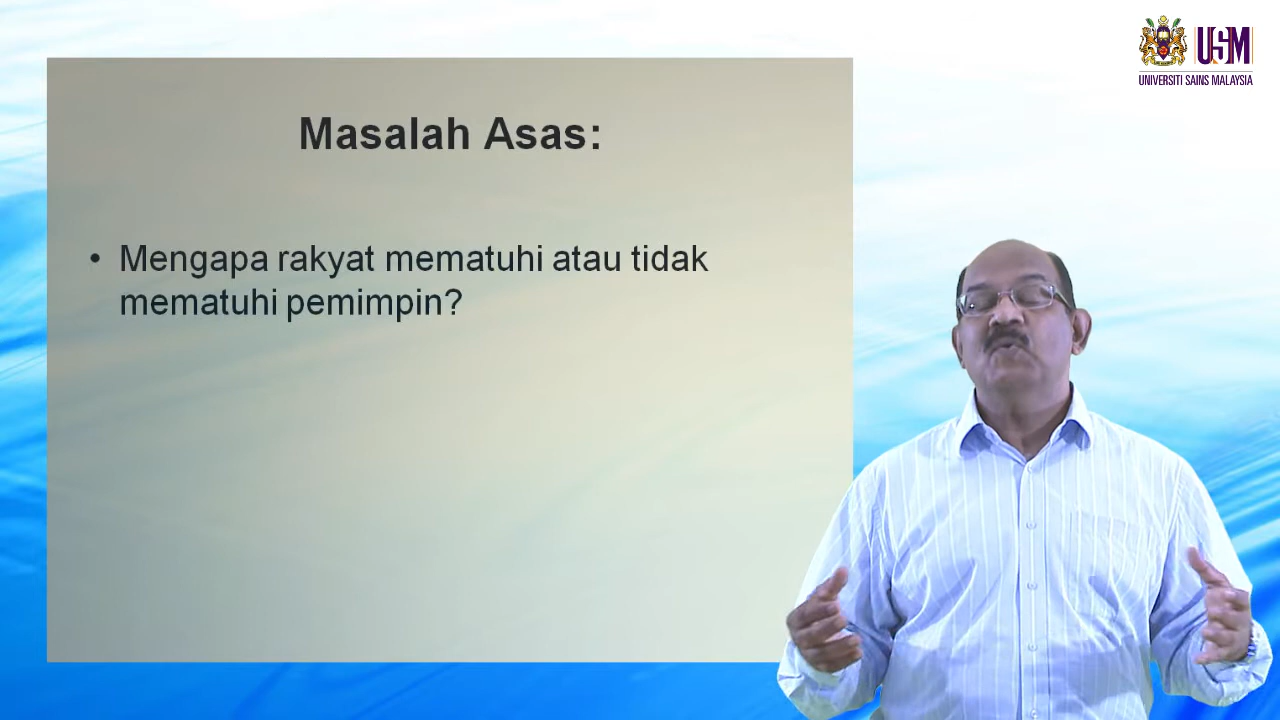 USM
UNIVERSITI SAINS MALAYSIA
Masalah Asas:
• Mengapa rakyat mematuhi atau tidak
mematuhi pemimpin?